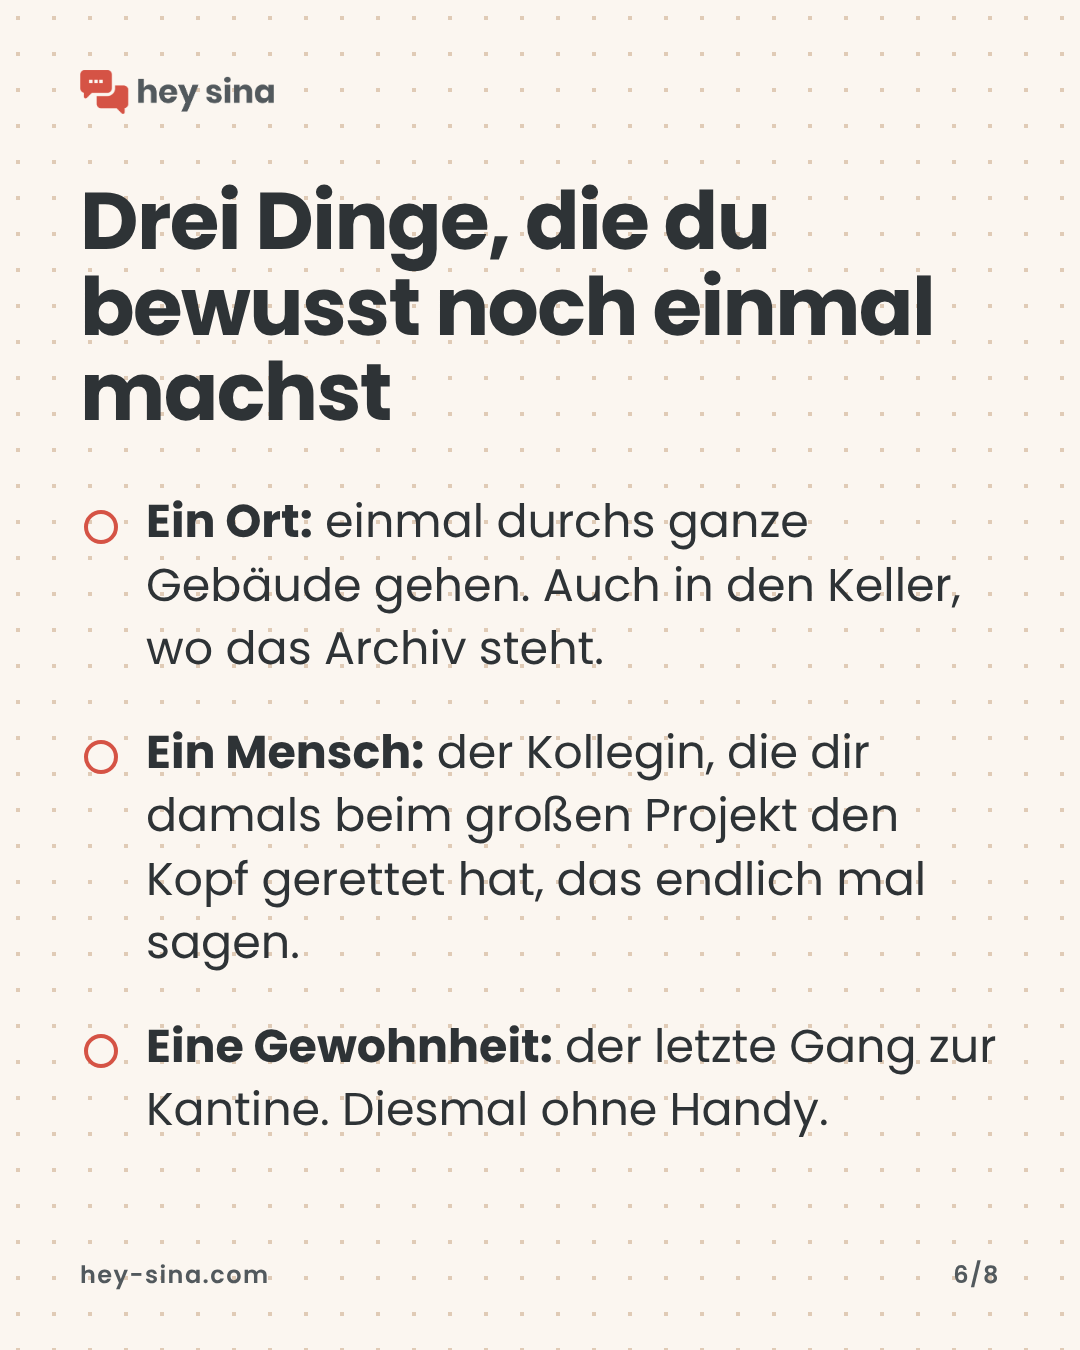 hey sina
Drei Dinge, die du
bewusst noch einmal
machst
Ein Ort: einmal durchs ganze
Gebäude gehen. Auch in den Keller,
wo das Archiv steht.
Ein Mensch: der Kollegin, die dir
damals beim großen Projekt den
Kopf gerettet hat, das endlich mal
sagen.
Eine Gewohnheit: der letzte Gang zur
Kantine. Diesmal ohne Handy.
hey-sina.com
6/8